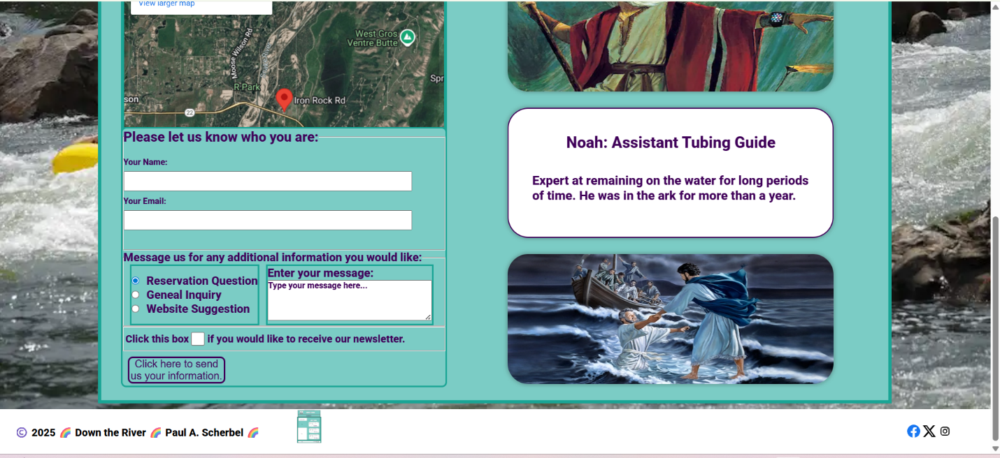 View larger map
West Gros
Ventre Butte
Moose Wilson Rd
Snake River
R Park
Spr
son
Iron Rock Rd
22
Please let us know who you are:
Your Name:
Your Email:
Message us for any additional information you would like:
Reservation Question
Geneal Inquiry
Website Suggestion
Enter your message:
Type your message here...
Click this box if you would like to receive our newsletter.
Click here to send
us your information.
Noah: Assistant Tubing Guide
Expert at remaining on the water for long periods
of time. He was in the ark for more than a year.
© 2025 🌈 Down the River 🌈 Paul A. Scherbel 🌈